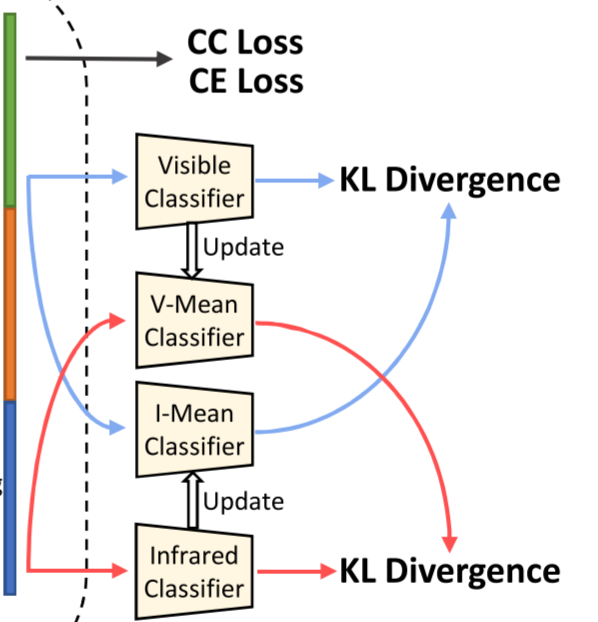 CC Loss
CE Loss
Visible
Classifier
KL Divergence
Update
V-Mean
Classifier
I-Mean
Classifier
Update
Infrared
Classifier
KL Divergence